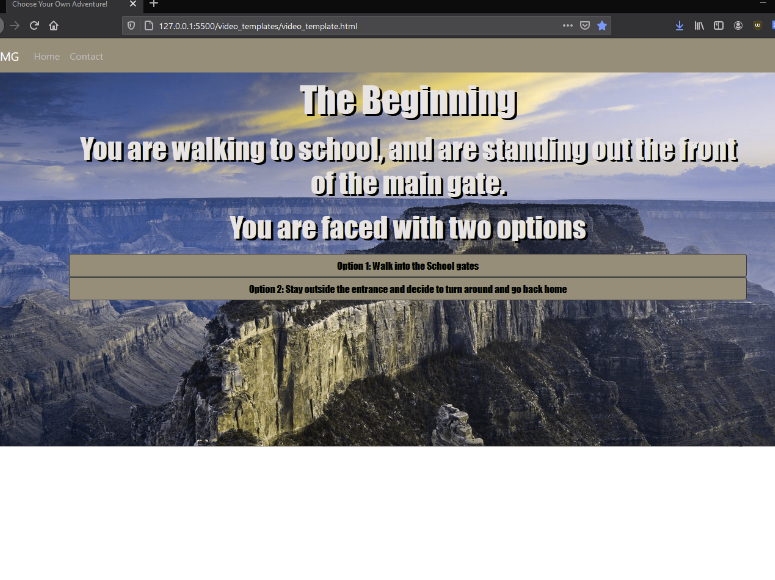 Choose Your Own Adventure!
127.0.0.1:5500/video_templates/video_template.html
MG Home Contact
The Beginning
You are walking to school, and are standing out the front
of the main gate.
You are faced with two options
Option 1: Walk into the School gates
Option 2: Stay outside the entrance and decide to turn around and go back home